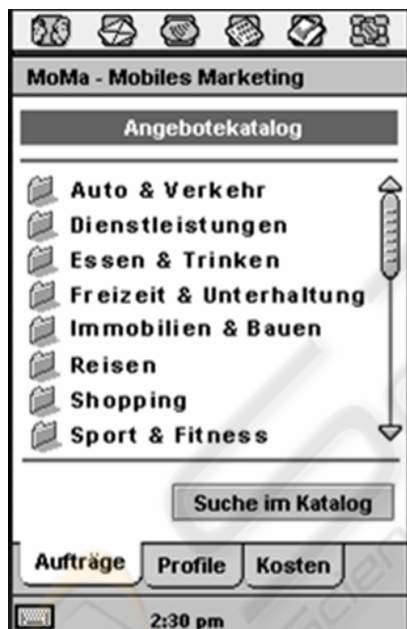 MoMa - Mobiles Marketing
Angebotekatalog
Auto & Verkehr
Dienstleistungen
Essen & Trinken
Freizeit & Unterhaltung
Immobilien & Bauen
Reisen
Shopping
Sport & Fitness
Suche im Katalog
Aufträge Profile Kosten
2:30 pm